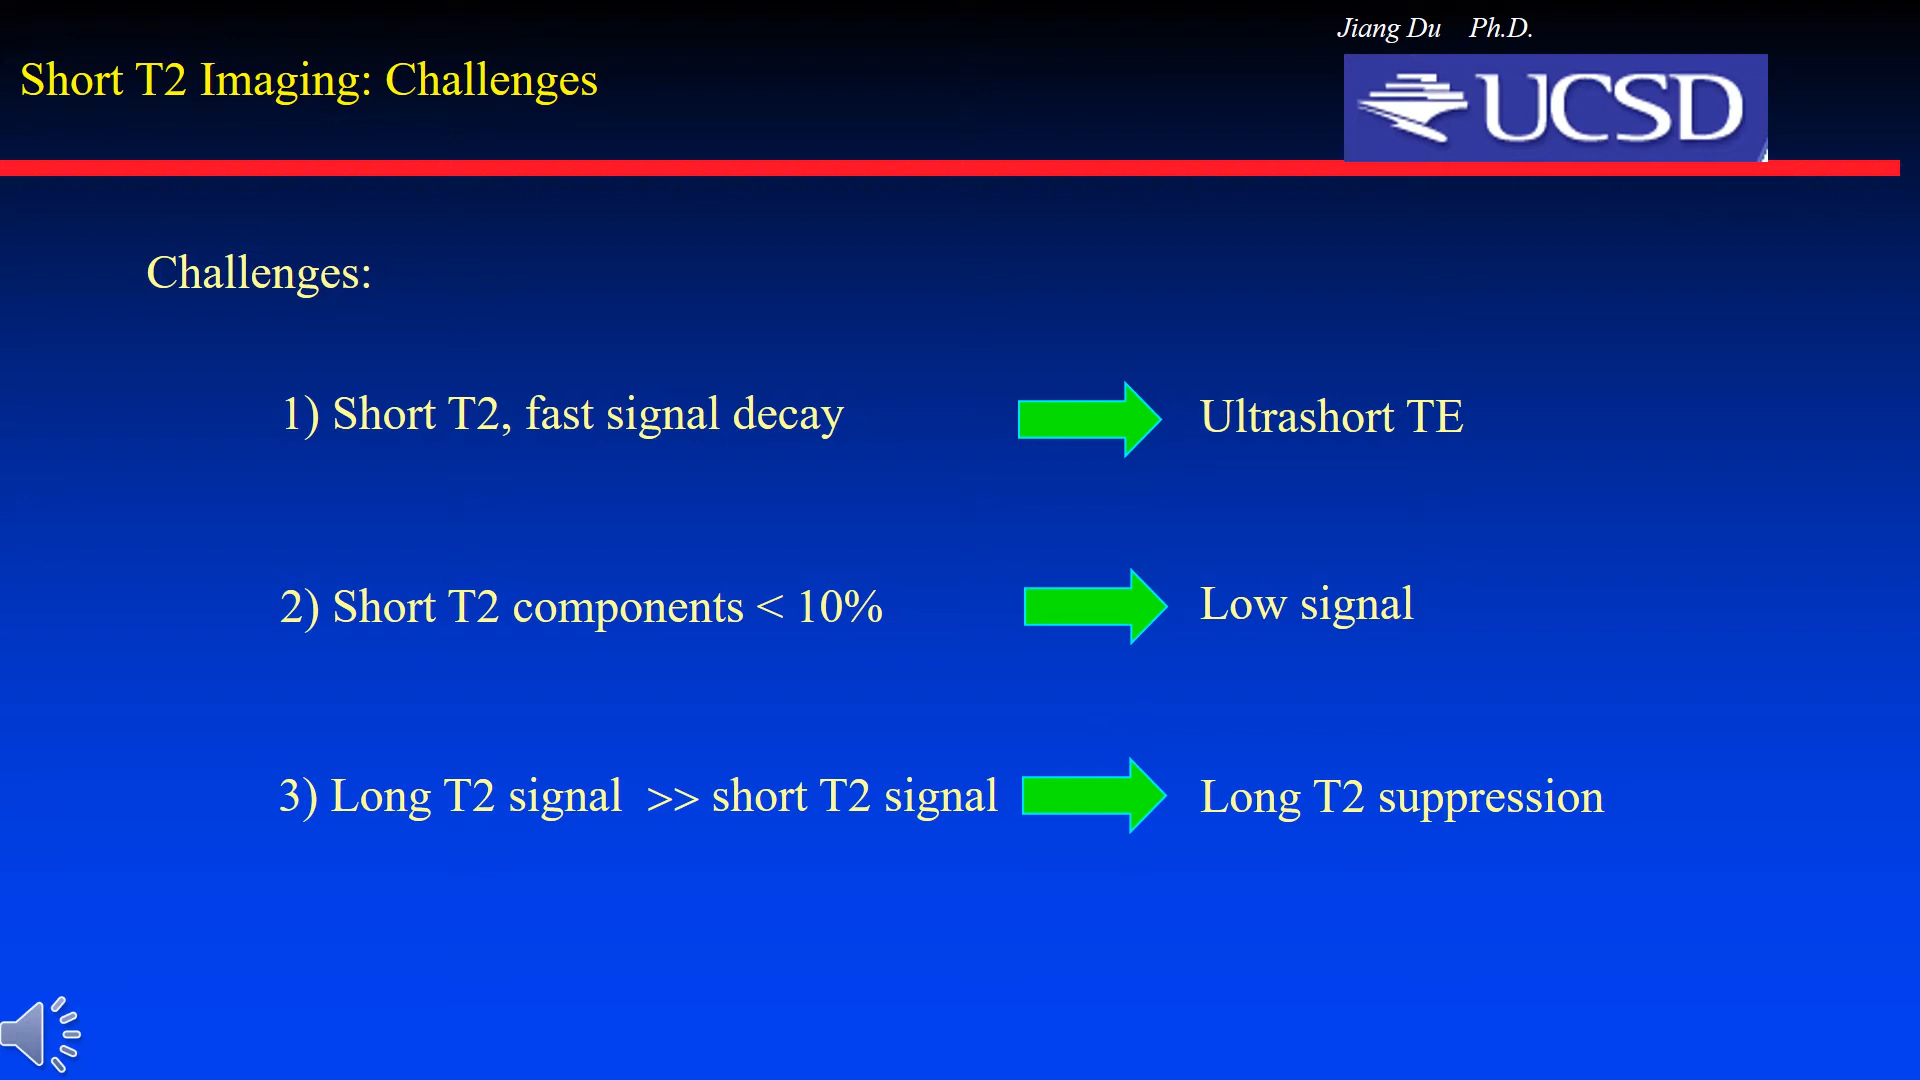 Jiang Du Ph.D.
Short T2 Imaging: Challenges
UCSD
Challenges:
1) Short T2, fast signal decay
Ultrashort TE
2) Short T2 components < 10%
Low signal
3) Long T2 signal >> short T2 signal
Long T2 suppression